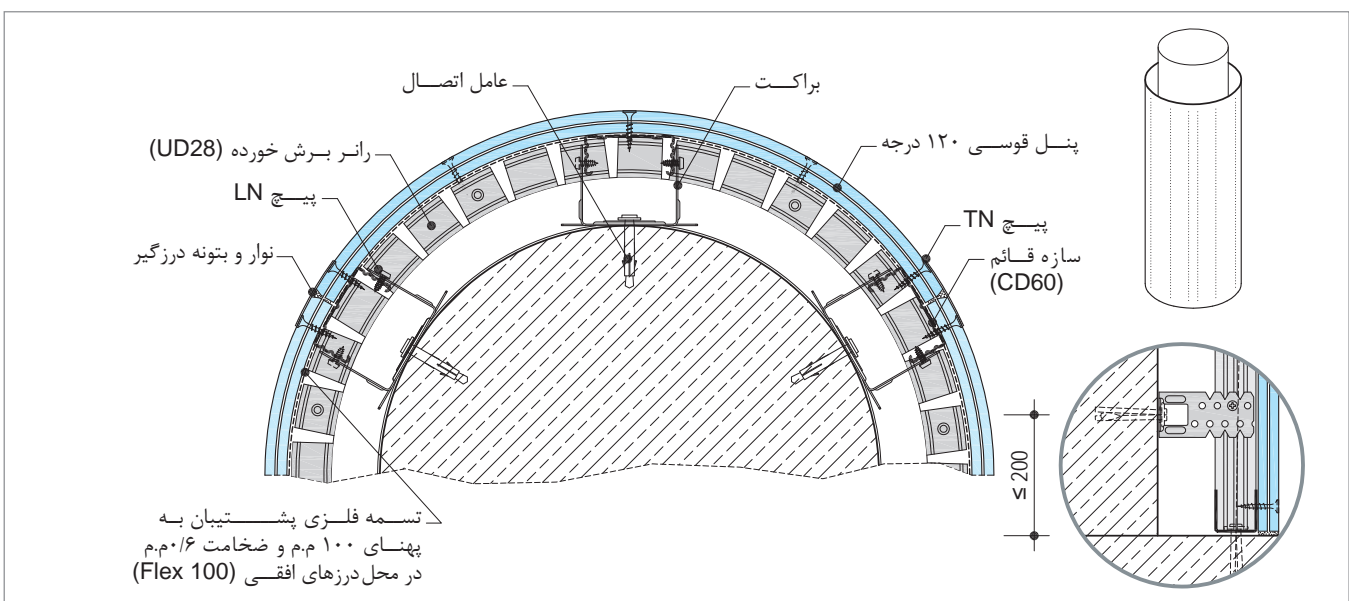 براکت
عامل اتصال
پنل قوسی ۱۲۰ درجه
رانر برش خورده (UD28)
پیچ LN
پیچ TN
سازه قائم
(CD60)
نوار و بتونه درزگیر
≤ 200
تسمه فلزی پشتیبان به
پهنای ۱۰۰ م.م و ضخامت ۰/۶م.م
در محل درزهای افقی (Flex 100)